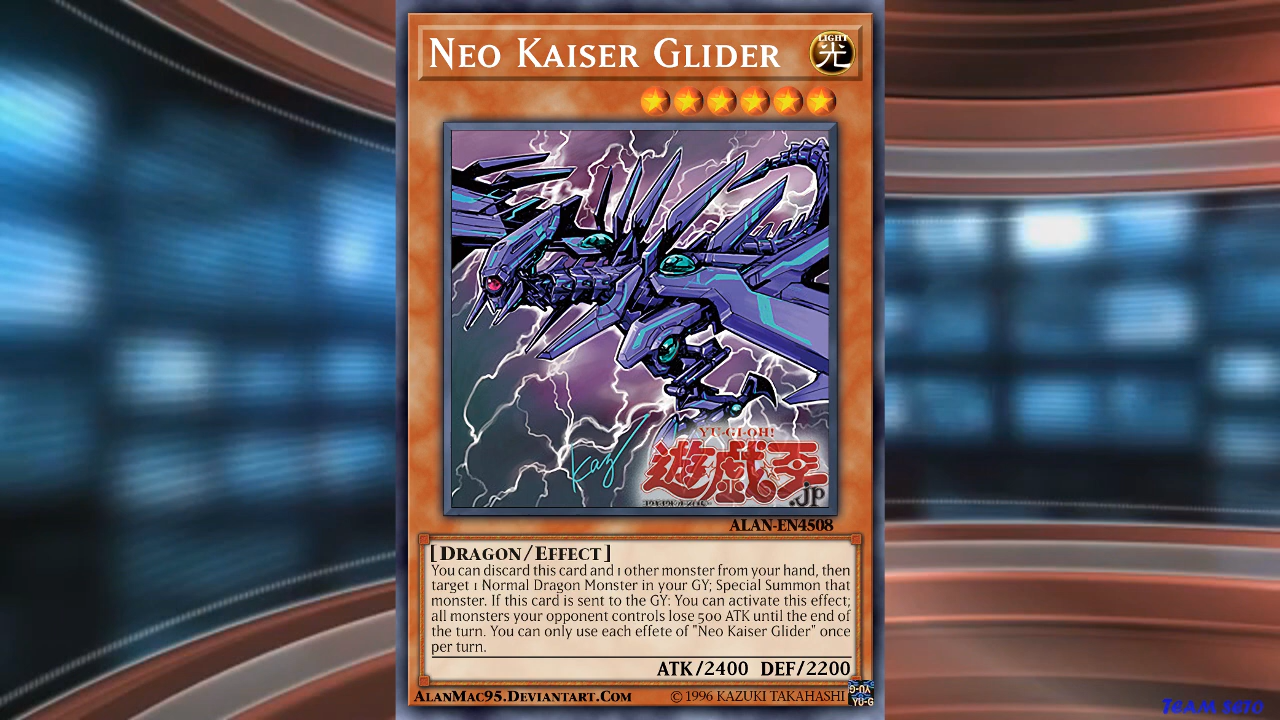 NEO KAISER GLIDER
LIGHT
光
Kaz
YU-GI-OH!
遊戯王
.jp
ALAN-EN4508
[DRAGON/EFFECT]
You can discard this card and 1 other monster from your hand, then
target 1 Normal Dragon Monster in your GY; Special Summon that
monster. If this card is sent to the GY: You can activate this effect;
all monsters your opponent controls lose 500 ATK until the end of
the turn. You can only use each effete of "Neo Kaiser Glider" once
per turn.
ATK/2400 DEF/2200
ALANMAC95.DEVIANTART.COM
©1996 KAZUKI TAKAHASHI
TEAM SETO